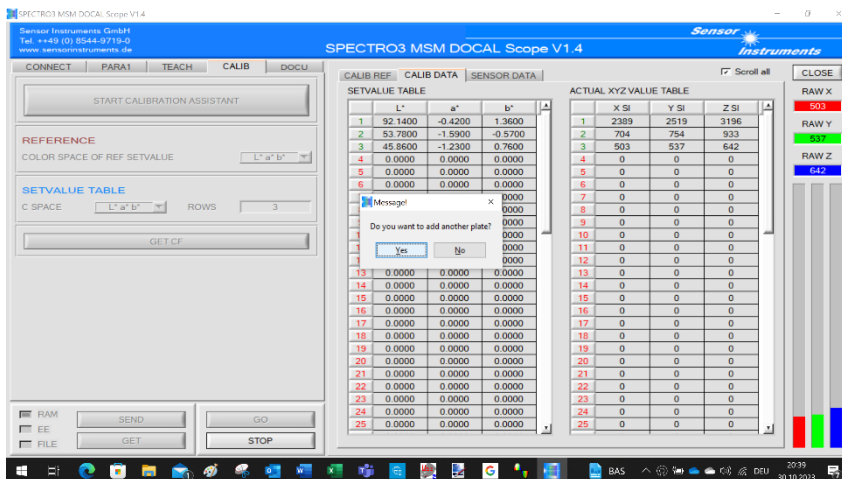 SPECTRO3 MSM DOCAL Scope V1.4
Sensor Instruments GmbH
Tel. ++49 (0) 8544-9719-0
www.sensorinstruments.de
SPECTRO3 MSM DOCAL Scope V1.4
Sensor
Instruments
CONNECT PARA1 TEACH CALIB DOCU
START CALIBRATION ASSISTANT
REFERENCE
COLOR SPACE OF REF SETVALUE L* a* b*
SETVALUE TABLE
C SPACE L* a* b* ROWS 3
GET CF
RAM
EE
FILE
SEND GO
GET STOP
CALIB REF CALIB DATA SENSOR DATA
Scroll all
CLOSE
SETVALUE TABLE
L* a* b*
1 92.1400 -0.4200 1.3600
2 53.7800 -1.5900 -0.5700
3 45.8600 -1.2300 0.7600
4 0.0000 0.0000 0.0000
5 0.0000 0.0000 0.0000
6 0.0000 0.0000 0.0000
0000
0000
0000
0000
0000
0000
13 0.0000 0.0000 0.0000
14 0.0000 0.0000 0.0000
15 0.0000 0.0000 0.0000
16 0.0000 0.0000 0.0000
17 0.0000 0.0000 0.0000
18 0.0000 0.0000 0.0000
19 0.0000 0.0000 0.0000
20 0.0000 0.0000 0.0000
21 0.0000 0.0000 0.0000
22 0.0000 0.0000 0.0000
23 0.0000 0.0000 0.0000
24 0.0000 0.0000 0.0000
25 0.0000 0.0000 0.0000
Message!
Do you want to add another plate?
Yes No
ACTUAL XYZ VALUE TABLE
X SI Y SI Z SI
1 2389 2519 3196
2 704 754 933
3 503 537 642
4 0 0 0
5 0 0 0
6 0 0 0
7 0 0 0
8 0 0 0
9 0 0 0
10 0 0 0
11 0 0 0
12 0 0 0
13 0 0 0
14 0 0 0
15 0 0 0
16 0 0 0
17 0 0 0
18 0 0 0
19 0 0 0
20 0 0 0
21 0 0 0
22 0 0 0
23 0 0 0
24 0 0 0
25 0 0 0
RAW X
503
RAW Y
537
RAW Z
642
BAS DEU
20:39
30.10.2023